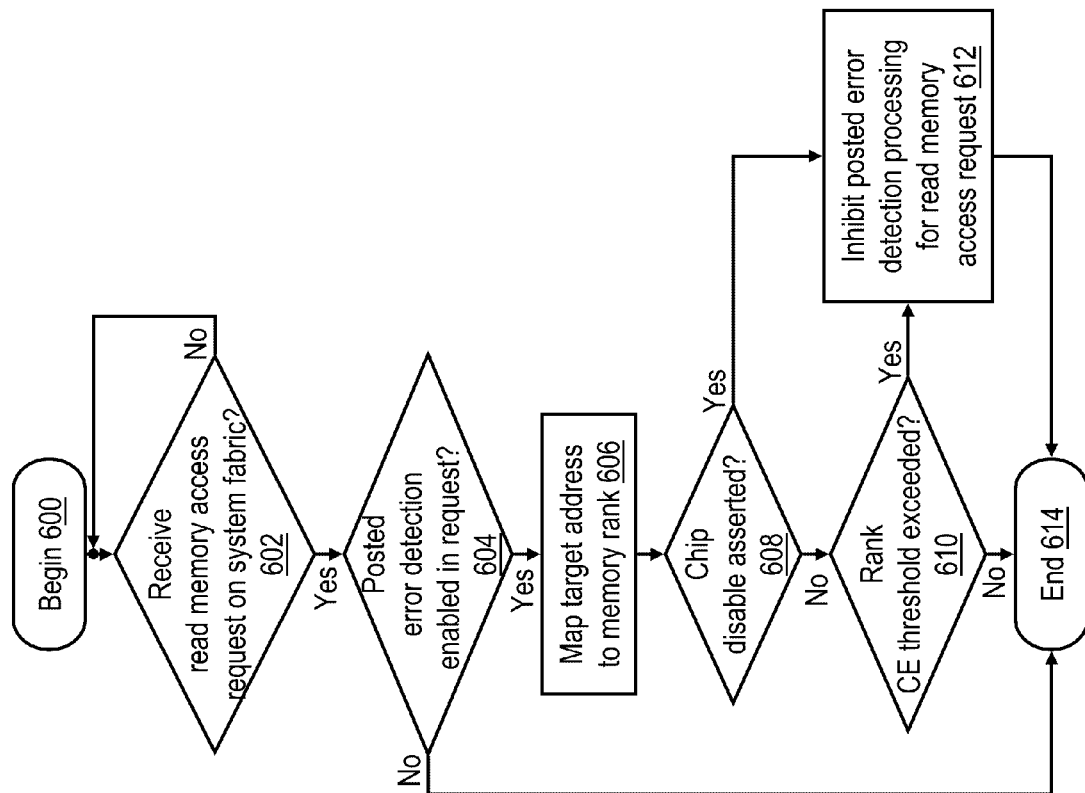 Begin 600
Receive
read memory access
request on system fabric?
602
No
Yes
Posted
error detection
enabled in request?
604
No
Yes
Map target address
to memory rank 606
Chip
disable asserted?
608
Yes
No
Rank
CE threshold exceeded?
610
Yes
No
Inhibit posted error
detection processing
for read memory
access request 612
End 614